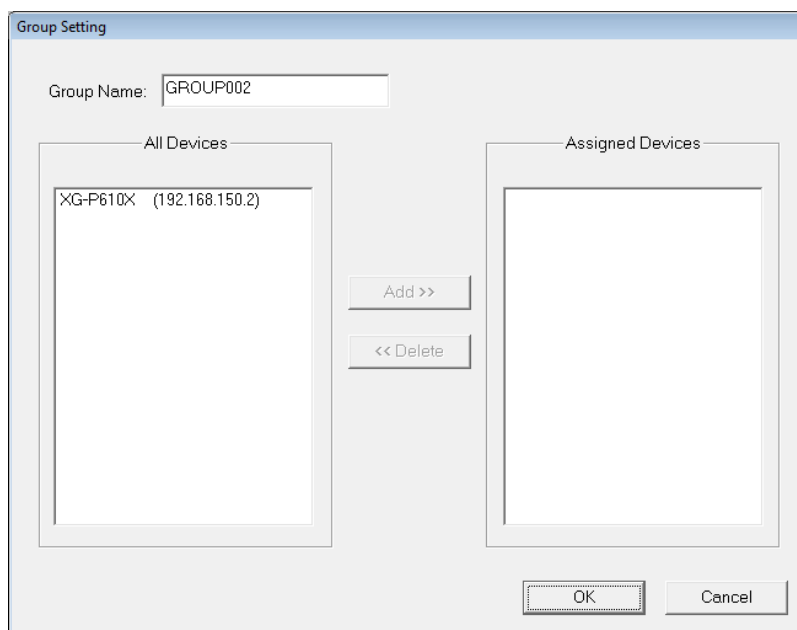 Group Setting
Group Name: GROUP002
All Devices
Assigned Devices
XG-P610X (192.168.150.2)
Add >>
<< Delete
OK
Cancel